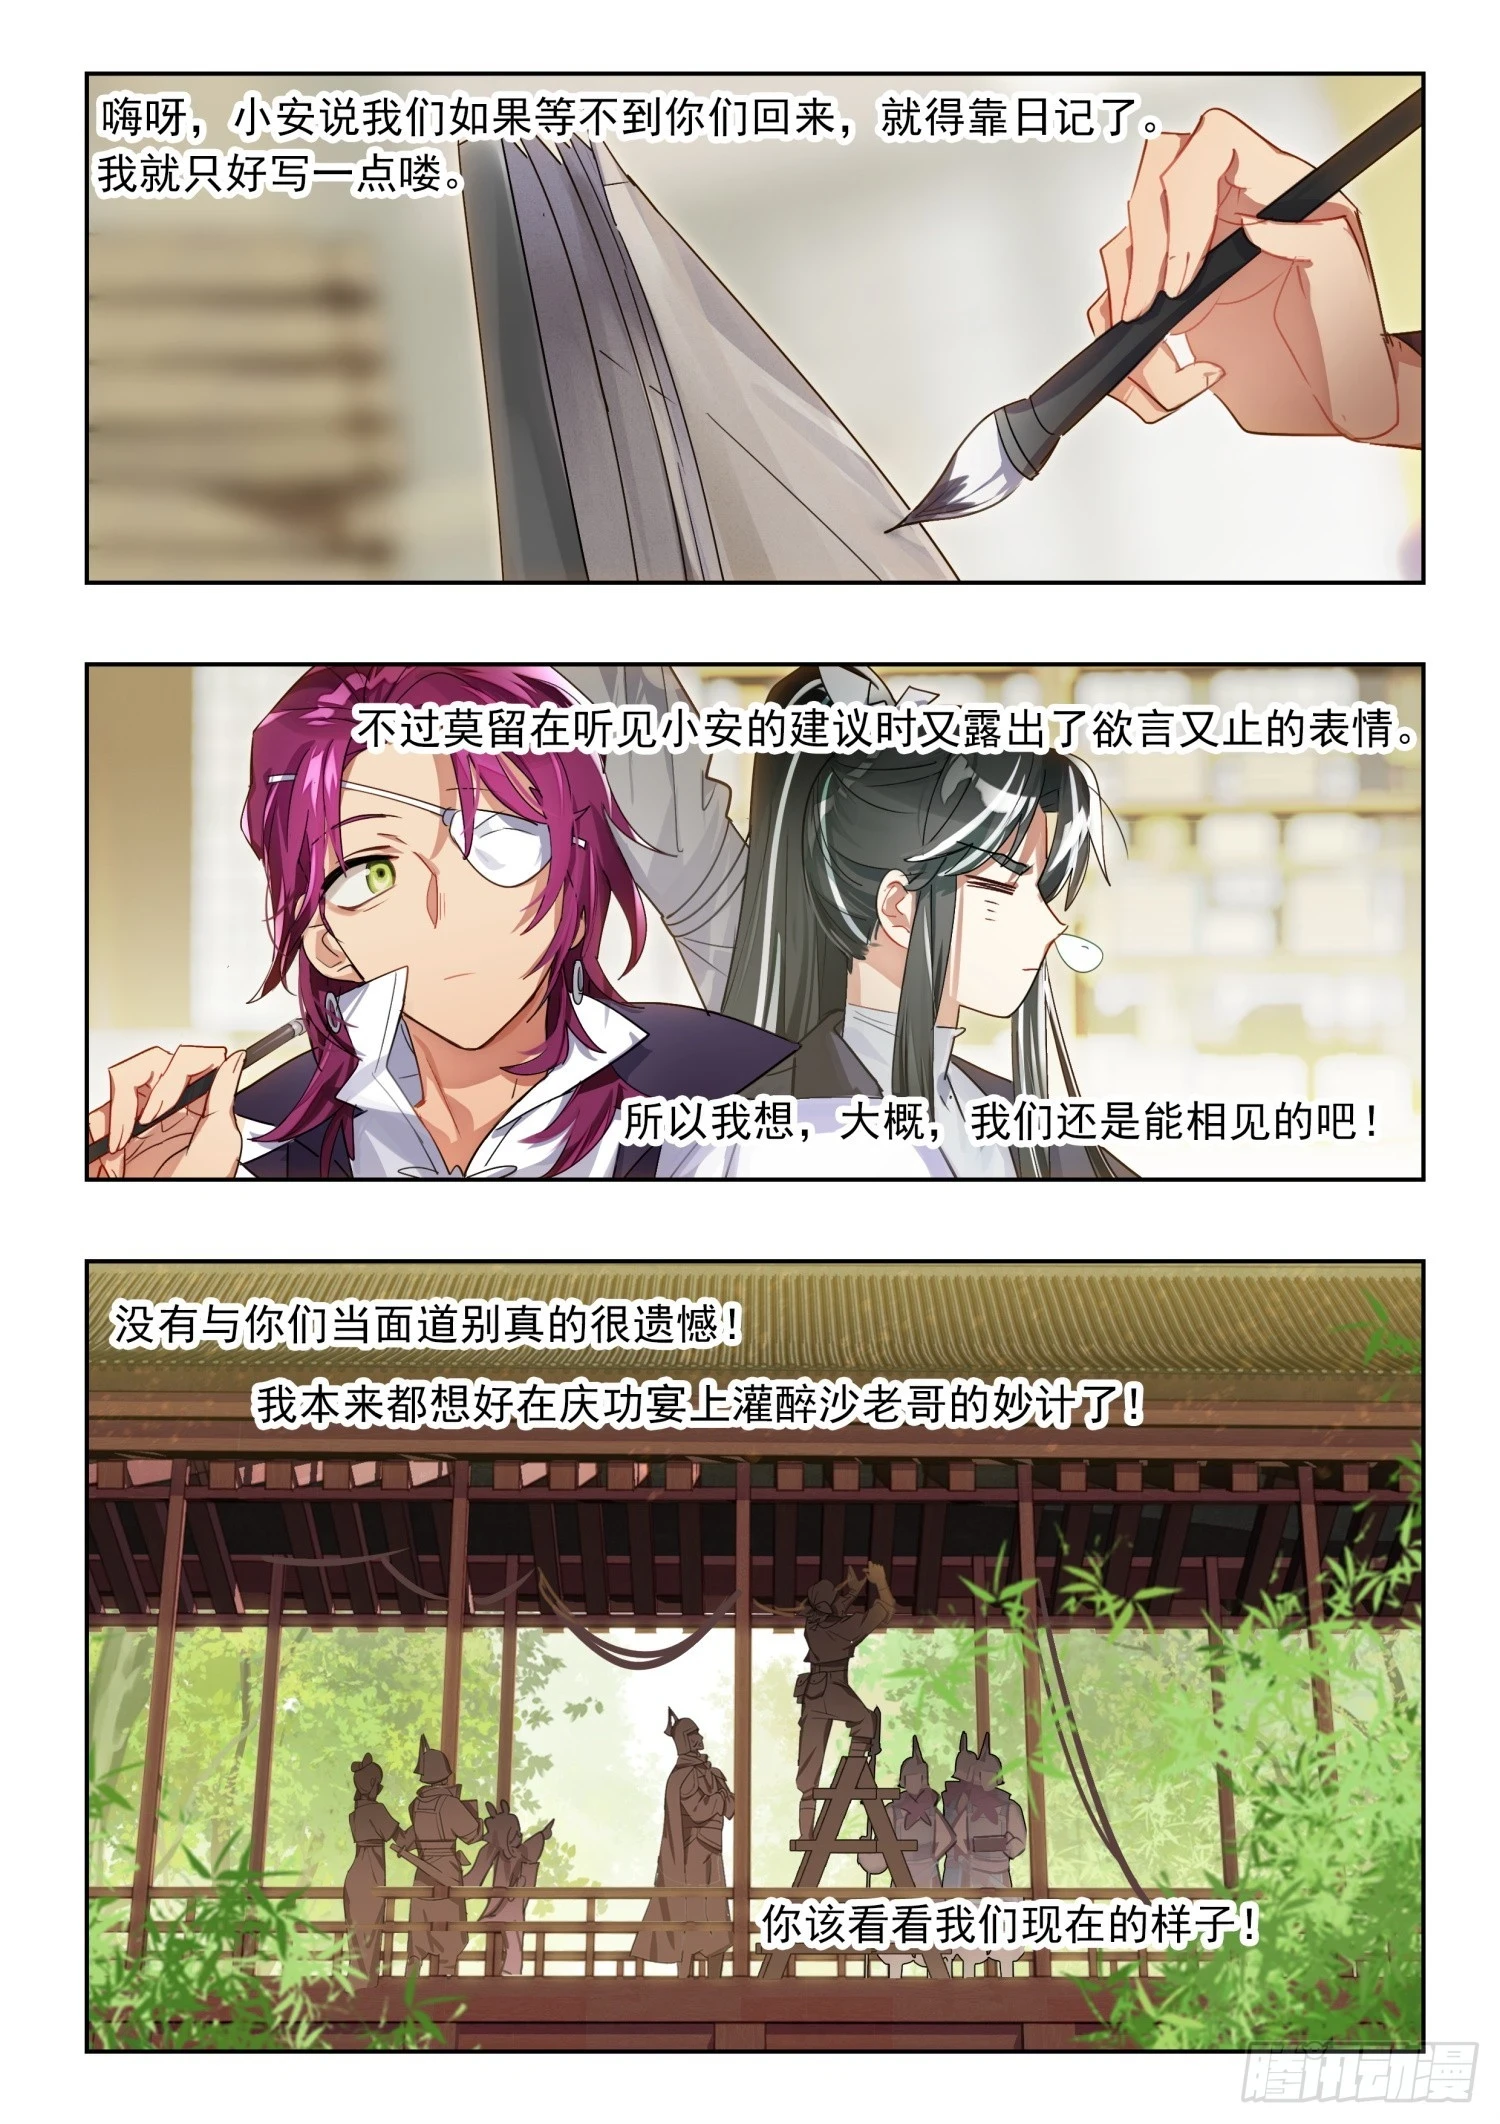 嗨呀，小安说我们如果等不到你们回来，就得靠日记了。
我就只好写一点喽。
不过莫留在听见小安的建议时又露出了欲言又止的表情。
所以我想，大概，我们还是能相见的吧！
没有与你们当面道别真的很遗憾！
我本来都想好在庆功宴上灌醉沙老哥的妙计了！
你该看看我们现在的样子！
腾讯动漫